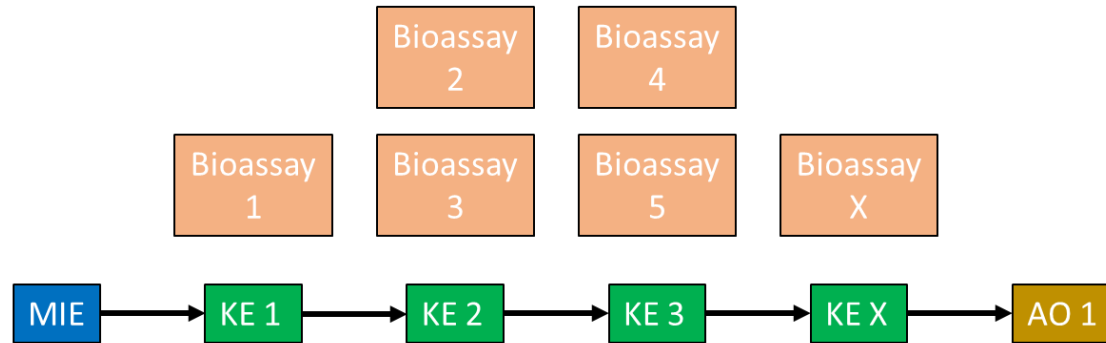 Bioassay
2
Bioassay
4
Bioassay
1
Bioassay
3
Bioassay
5
Bioassay
X
MIE
KE 1
KE 2
KE 3
KE X
AO 1